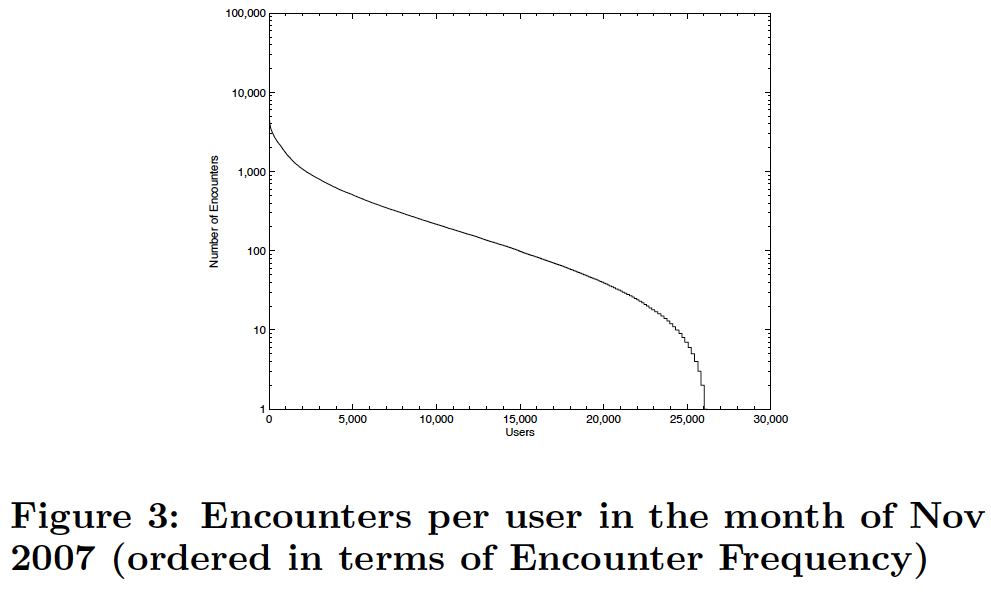 100,000
10,000
1,000
100
10
1
Number of Encounters
0 5,000 10,000 15,000 20,000 25,000 30,000
Users
Figure 3: Encounters per user in the month of Nov
2007 (ordered in terms of Encounter Frequency)